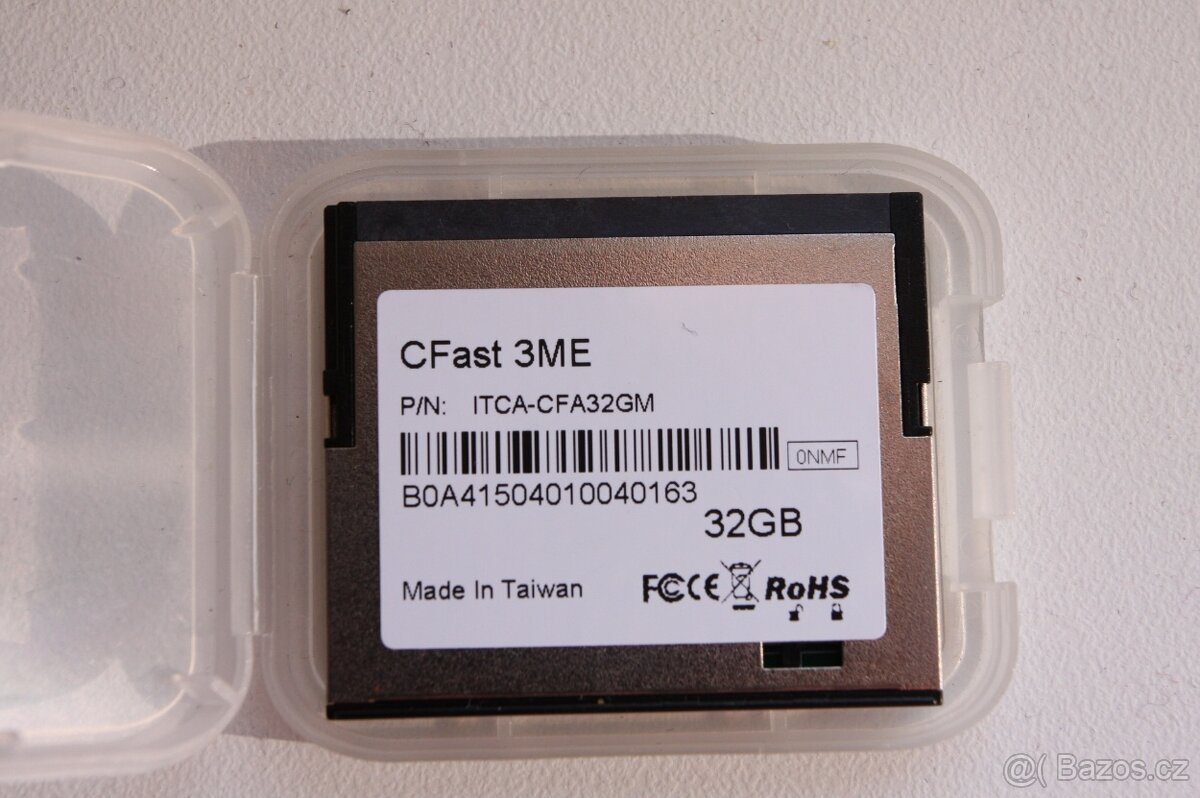 CFast 3ME
P/N: ITCA-CFA32GM
0NMF
B0A41504010040163
32GB
Made In Taiwan
FC CE RoHS
@( Bazos.cz